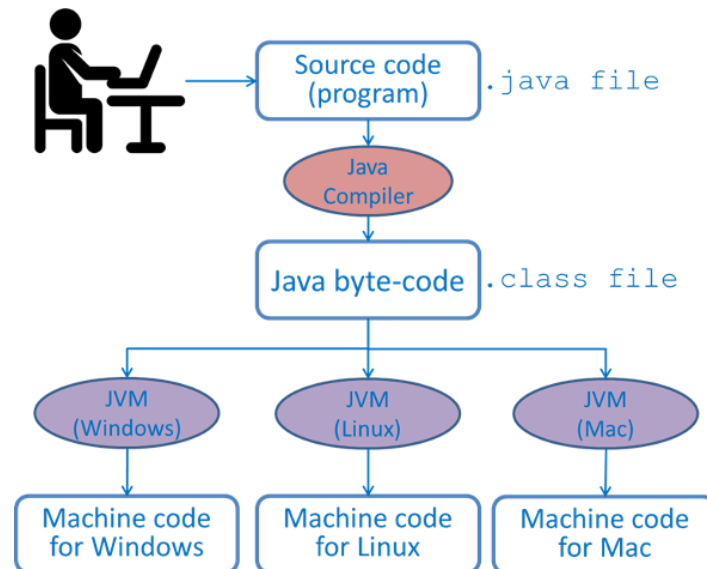 Source code
(program)
.java file
Java
Compiler
Java byte-code
.class file
JVM
(Windows)
JVM
(Linux)
JVM
(Mac)
Machine code
for Windows
Machine code
for Linux
Machine code
for Mac